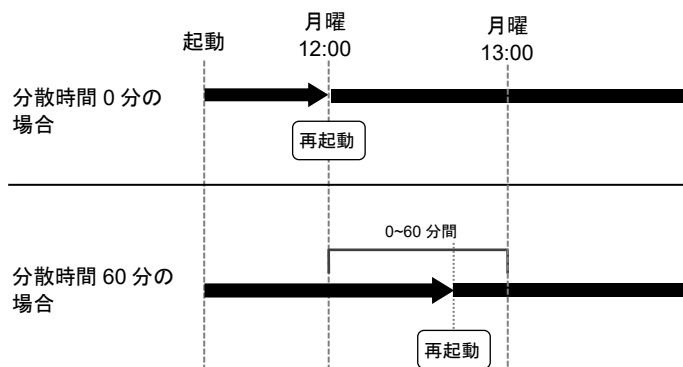 起動
月曜
12:00
月曜
13:00
分散時間 0 分の
場合
再起動
0~60 分間
分散時間 60 分の
場合
再起動